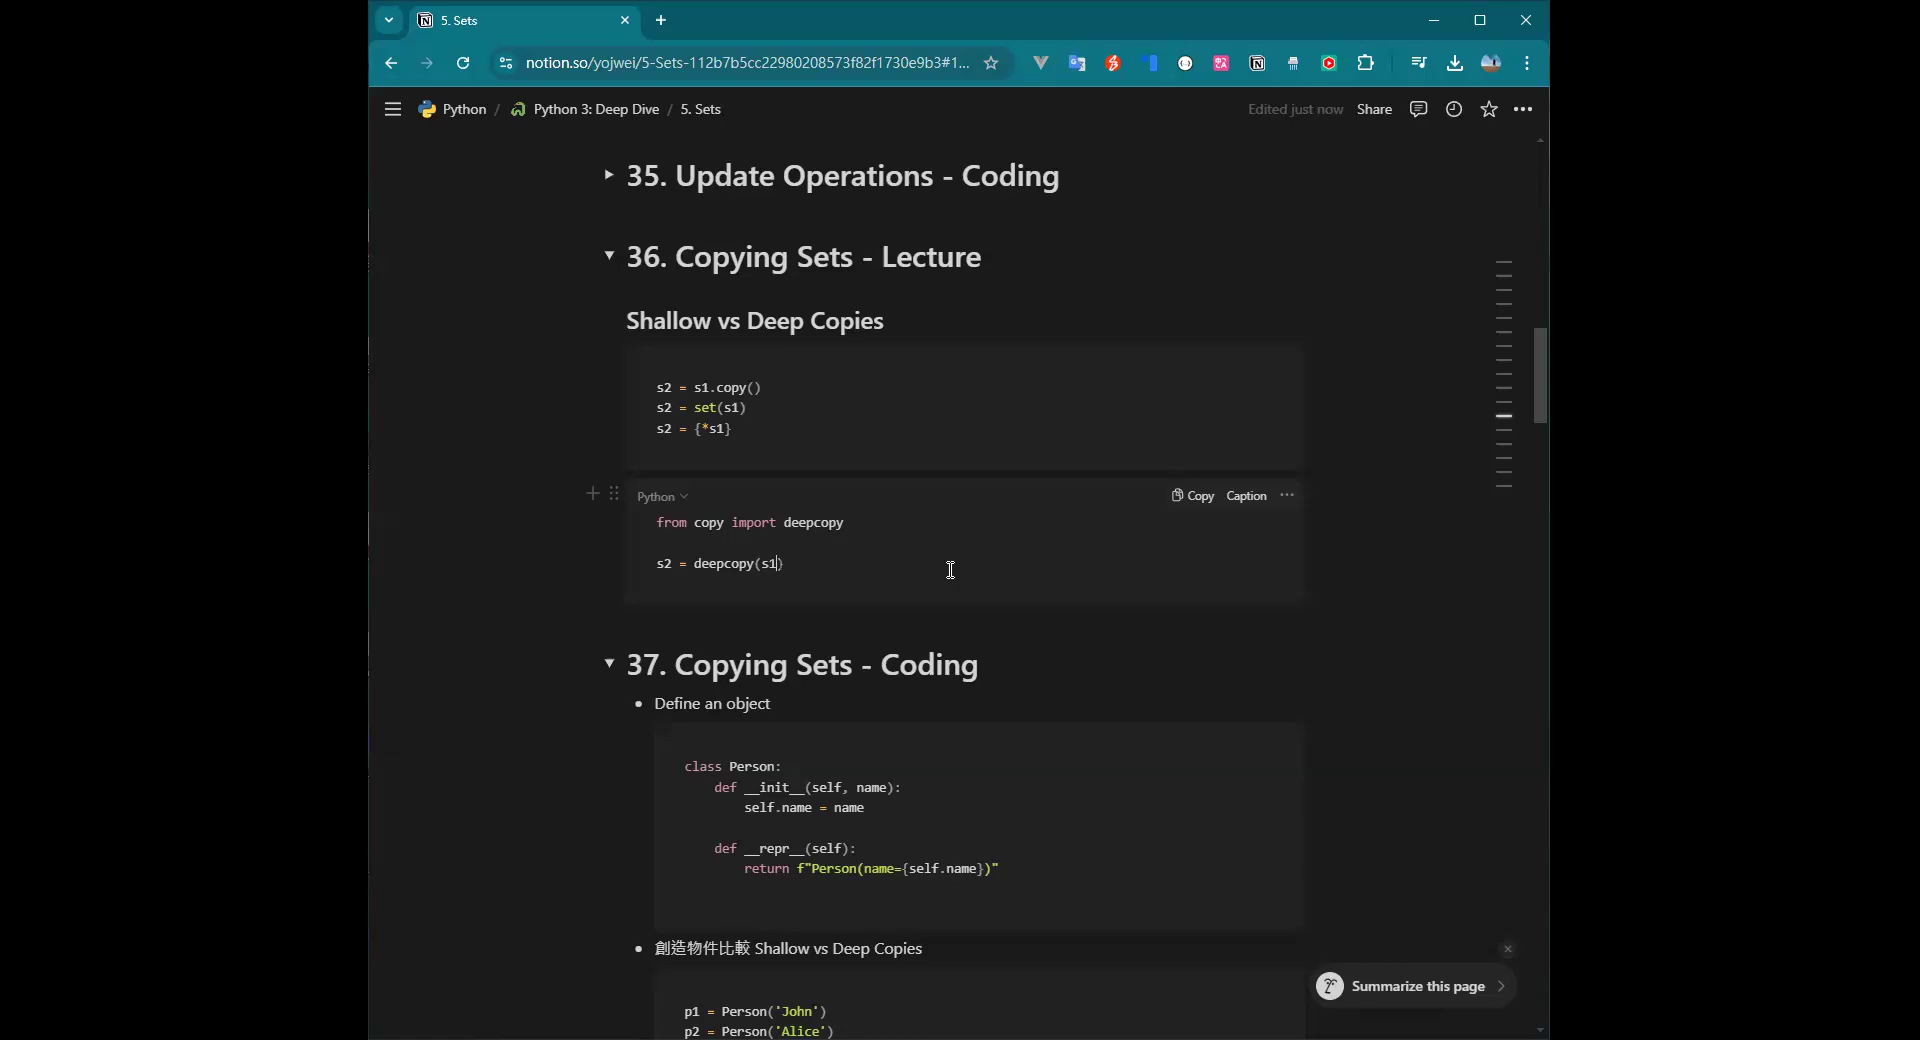 5. Sets
notion.so/yojwei/5-Sets-112b7b5cc22980208573f82f1730e9b3#1...
Python / Python 3: Deep Dive / 5. Sets
Edited just now Share
35. Update Operations - Coding
36. Copying Sets - Lecture
Shallow vs Deep Copies
s2 = s1.copy()
s2 = set(s1)
s2 = {*s1}
Python
Copy Caption
from copy import deepcopy
s2 = deepcopy(s1)
37. Copying Sets - Coding
• Define an object
class Person:
def __init__(self, name):
self.name = name
def __repr__(self):
return f"Person(name={self.name})"
• 創造物件比較 Shallow vs Deep Copies
Summarize this page
p1 = Person('John')
p2 = Person('Alice')